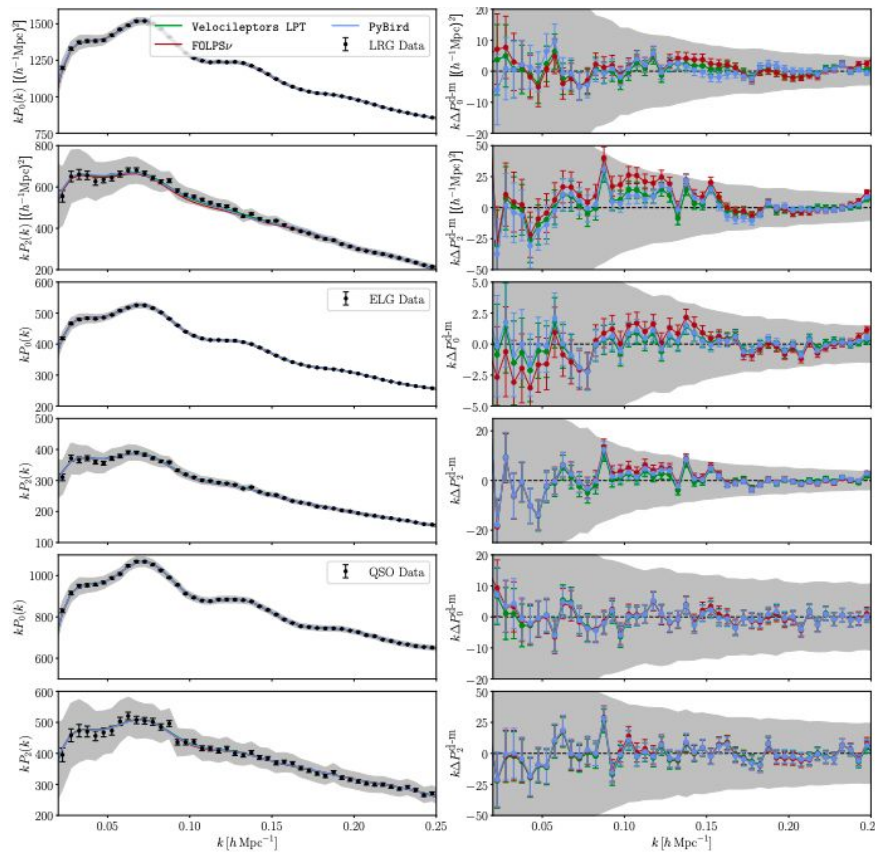 Velocileptors LPT
PyBird
FOLPSν
LRG Data
kP₀(k) [(h⁻¹Mpc)²]
1500
1250
1000
750
kΔP₀ᵈ⁻ᵐ [(h⁻¹Mpc)²]
20
10
0
−10
−20
kP₂(k) [(h⁻¹Mpc)²]
800
600
400
200
kΔP₂ᵈ⁻ᵐ [(h⁻¹Mpc)²]
50
25
0
−25
−50
ELG Data
kP₀(k)
600
500
400
300
200
kΔP₀ᵈ⁻ᵐ
5.0
2.5
0.0
−2.5
−5.0
kP₂(k)
500
400
300
200
100
kΔP₂ᵈ⁻ᵐ
20
0
−20
QSO Data
kP₀(k)
1000
800
600
kΔP₀ᵈ⁻ᵐ
20
10
0
−10
−20
kP₂(k)
600
500
400
300
200
kΔP₂ᵈ⁻ᵐ
50
25
0
−25
−50
0.05 0.10 0.15 0.20 0.25
k [h Mpc⁻¹]
0.05 0.10 0.15 0.20 0.2
k [h Mpc⁻¹]